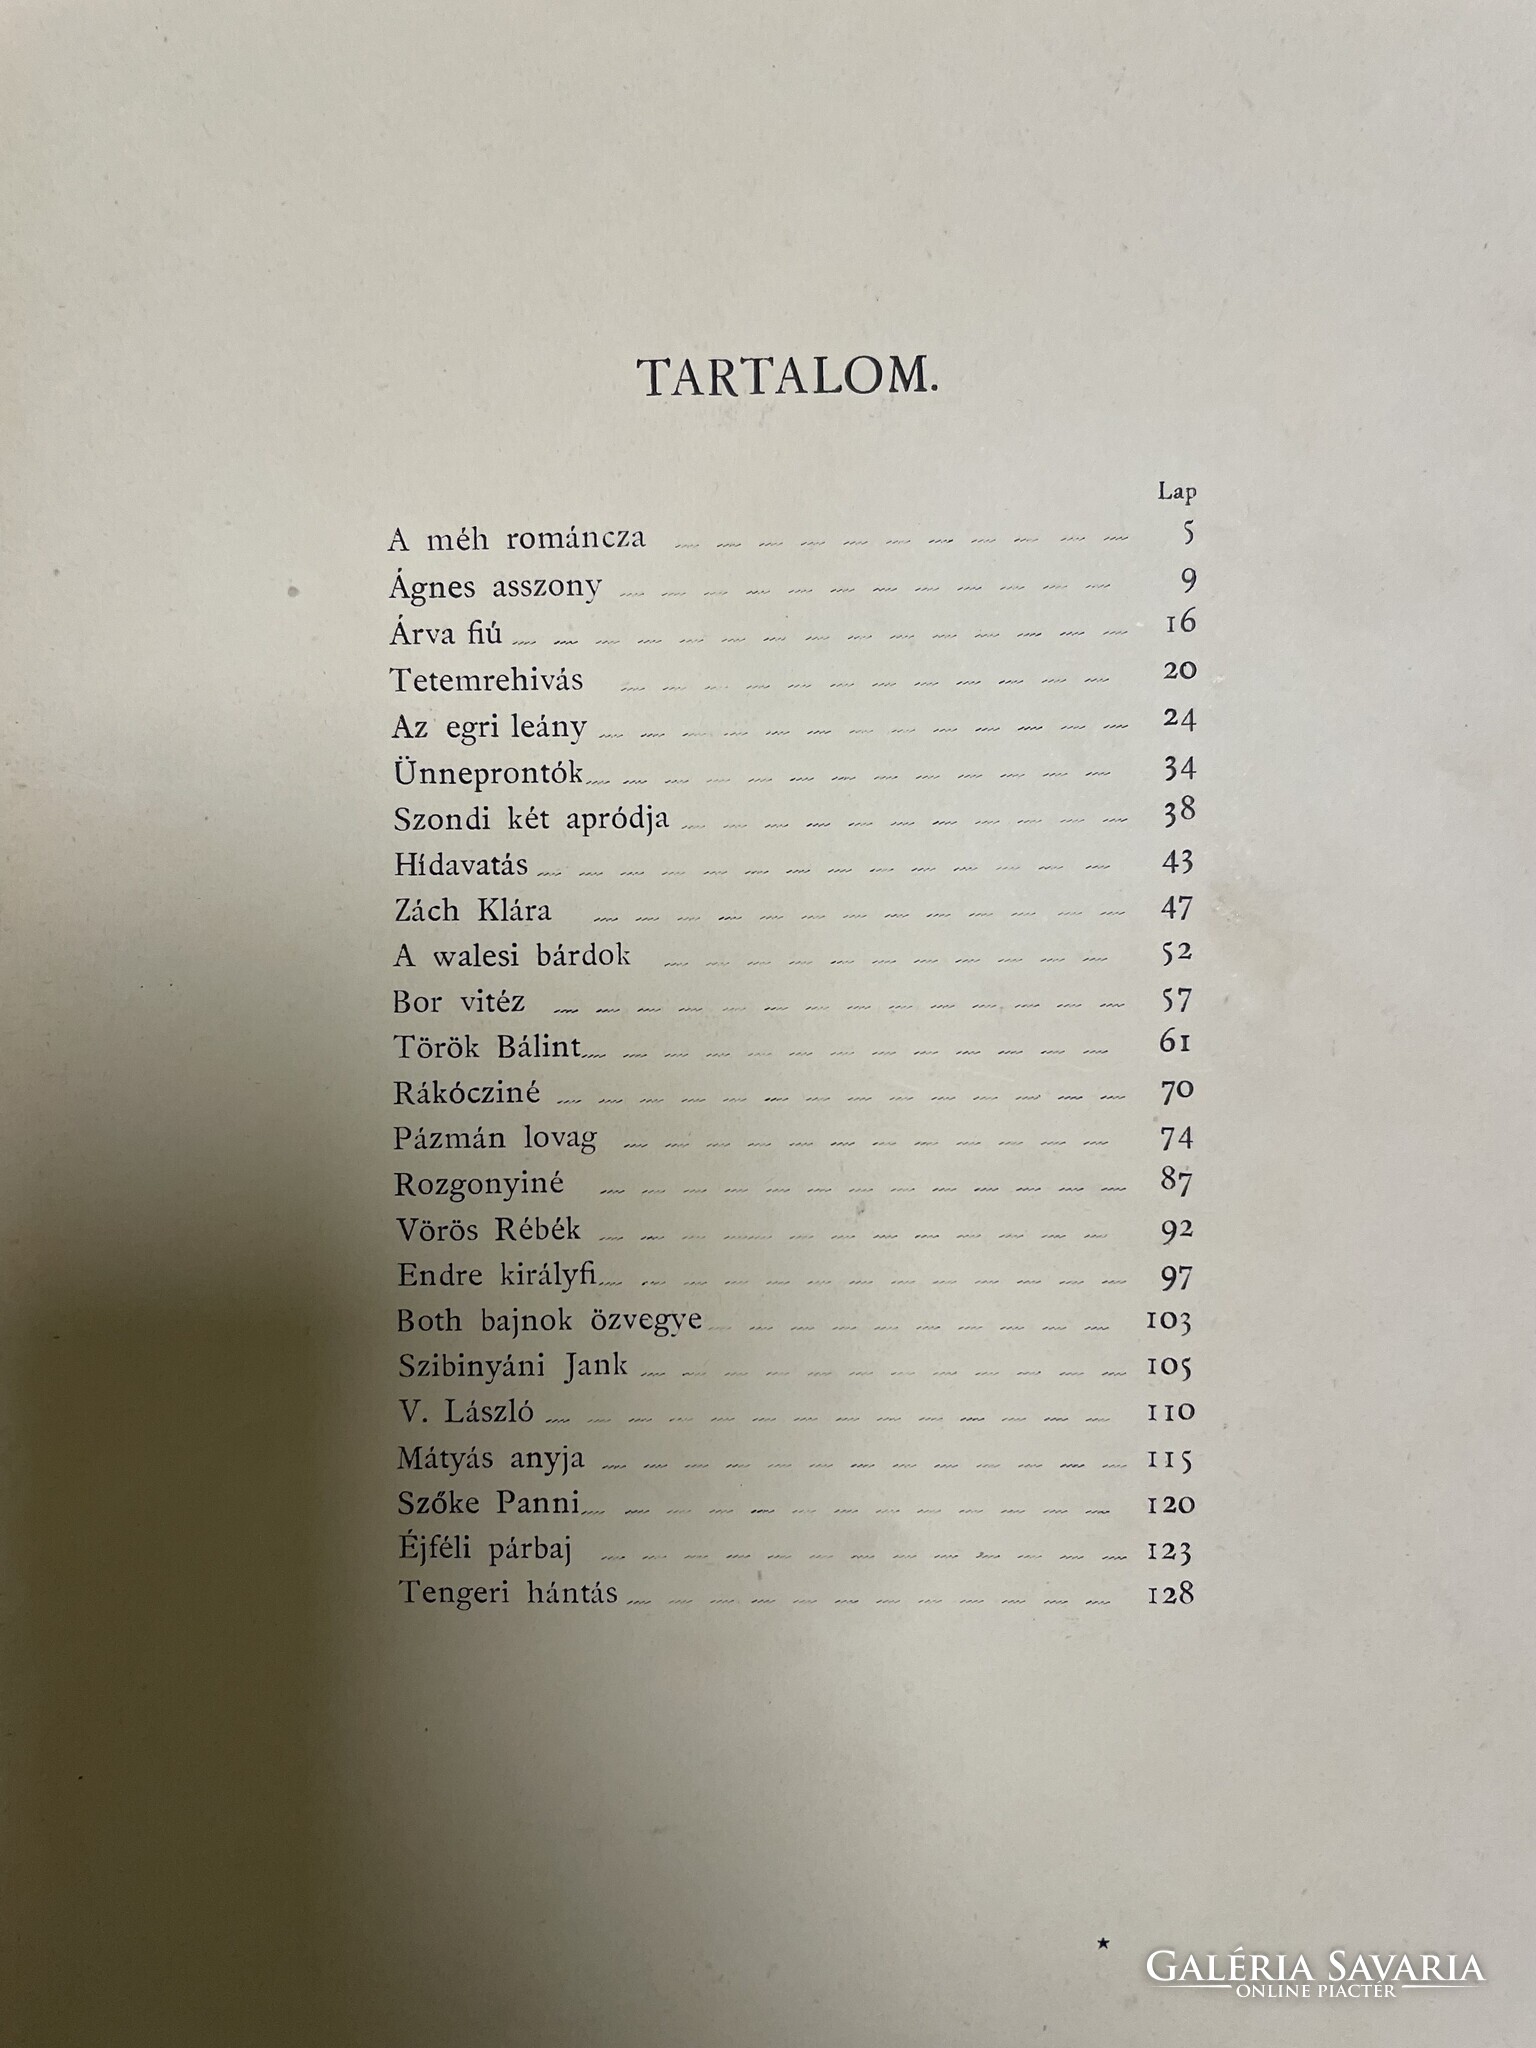 TARTALOM.
Lap
A méh románcza 5
Ágnes asszony 9
Árva fiú 16
Tetemrehivás 20
Az egri leány 24
Ünneprontók 34
Szondi két apródja 38
Hídavatás 43
Zách Klára 47
A walesi bárdok 52
Bor vitéz 57
Török Bálint 61
Rákócziné 70
Pázmán lovag 74
Rozgonyiné 87
Vörös Rébék 92
Endre királyfi 97
Both bajnok özvegye 103
Szibinyáni Jank 105
V. László 110
Mátyás anyja 115
Szőke Panni 120
Éjféli párbaj 123
Tengeri hántás 128
GALÉRIA SAVARIA
ONLINE PIACTÉR